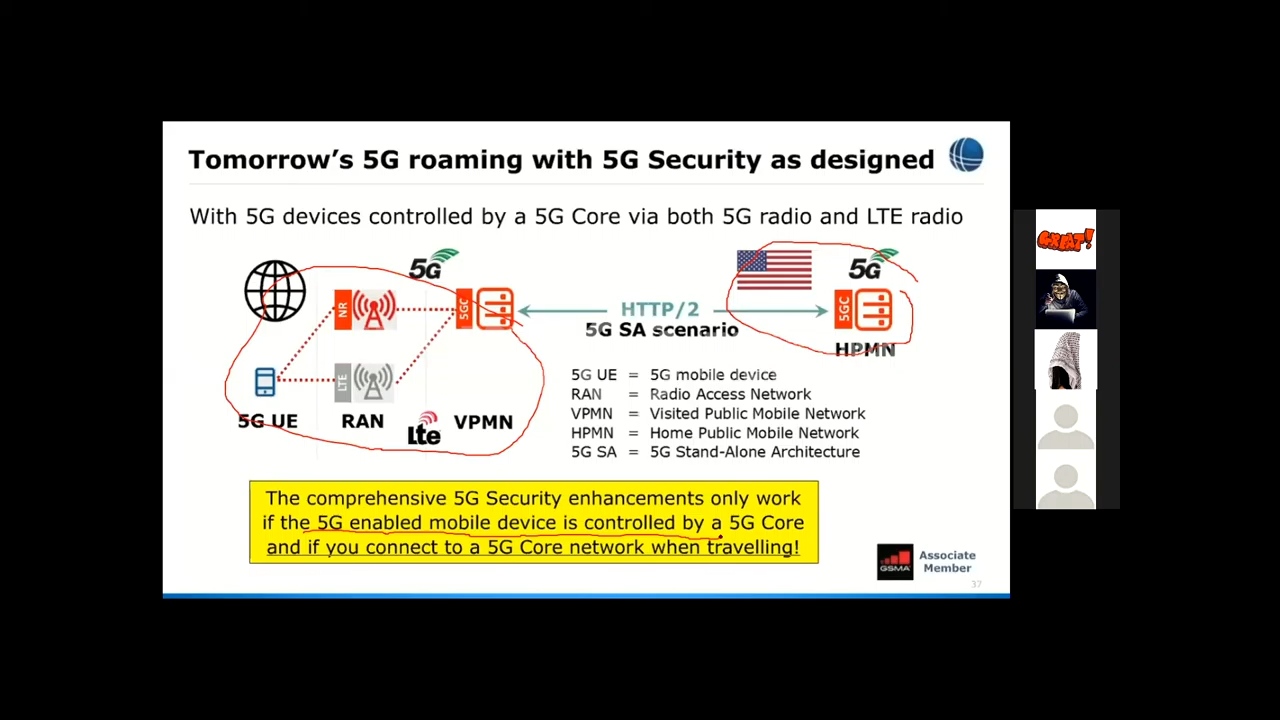 Tomorrow's 5G roaming with 5G Security as designed
With 5G devices controlled by a 5G Core via both 5G radio and LTE radio
5G
5G
NR
5GC
HTTP/2
5GC
5G SA scenario
HPMN
LTE
5G UE
RAN
Lte
VPMN
5G UE = 5G mobile device
RAN = Radio Access Network
VPMN = Visited Public Mobile Network
HPMN = Home Public Mobile Network
5G SA = 5G Stand-Alone Architecture
The comprehensive 5G Security enhancements only work
if the 5G enabled mobile device is controlled by a 5G Core
and if you connect to a 5G Core network when travelling!
GSMA
Associate
Member
37
GREAT!